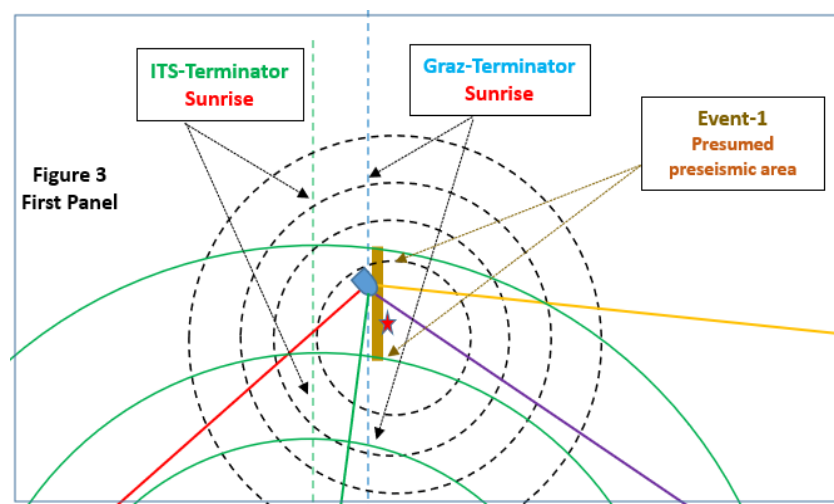 ITS-Terminator
Sunrise
Graz-Terminator
Sunrise
Event-1
Presumed
preseismic area
Figure 3
First Panel